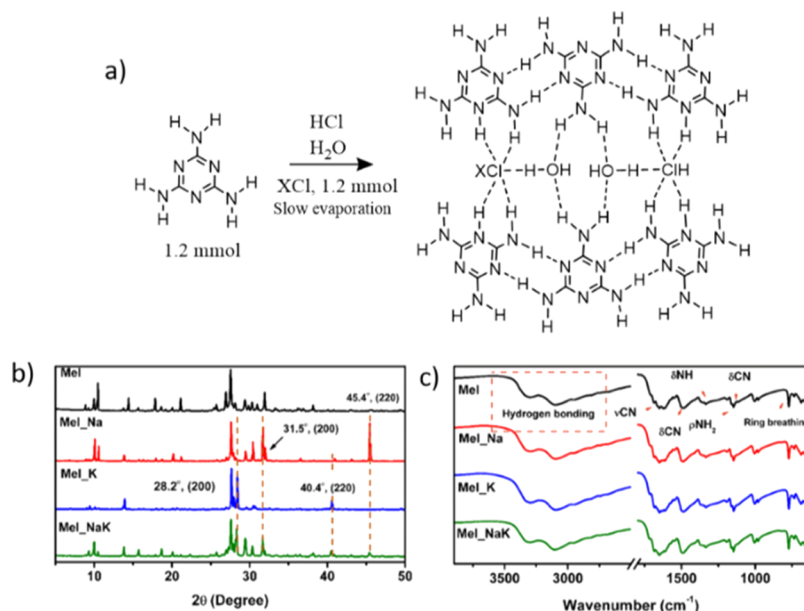 a)
HCl
H₂O
XCl, 1.2 mmol
Slow evaporation
1.2 mmol
H H
N
H N N N H
N N N
H H
XCl H OH HO H ClH
b)
Mel
45.4°, (220)
Mel_Na
31.5°, (200)
Mel_K
28.2°, (200)
40.4°, (220)
Mel_NaK
10 20 30 40 50
2θ (Degree)
c)
Mel
δNH
δCN
Hydrogen bonding
νCN
δCN
ρNH₂
Ring breathing
Mel_Na
Mel_K
Mel_NaK
3500 3000 1500 1000
Wavenumber (cm⁻¹)